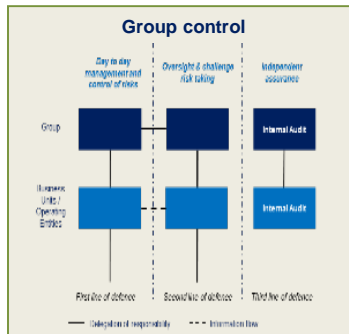 Group control
Day to day
management and
control of risks
Oversight & challenge
risk taking
Independent
assurance
Group
Internal Audit
Business
Units /
Operating
Entities
Internal Audit
First line of defence
Second line of defence
Third line of defence
Delegation of responsibility
Information flow